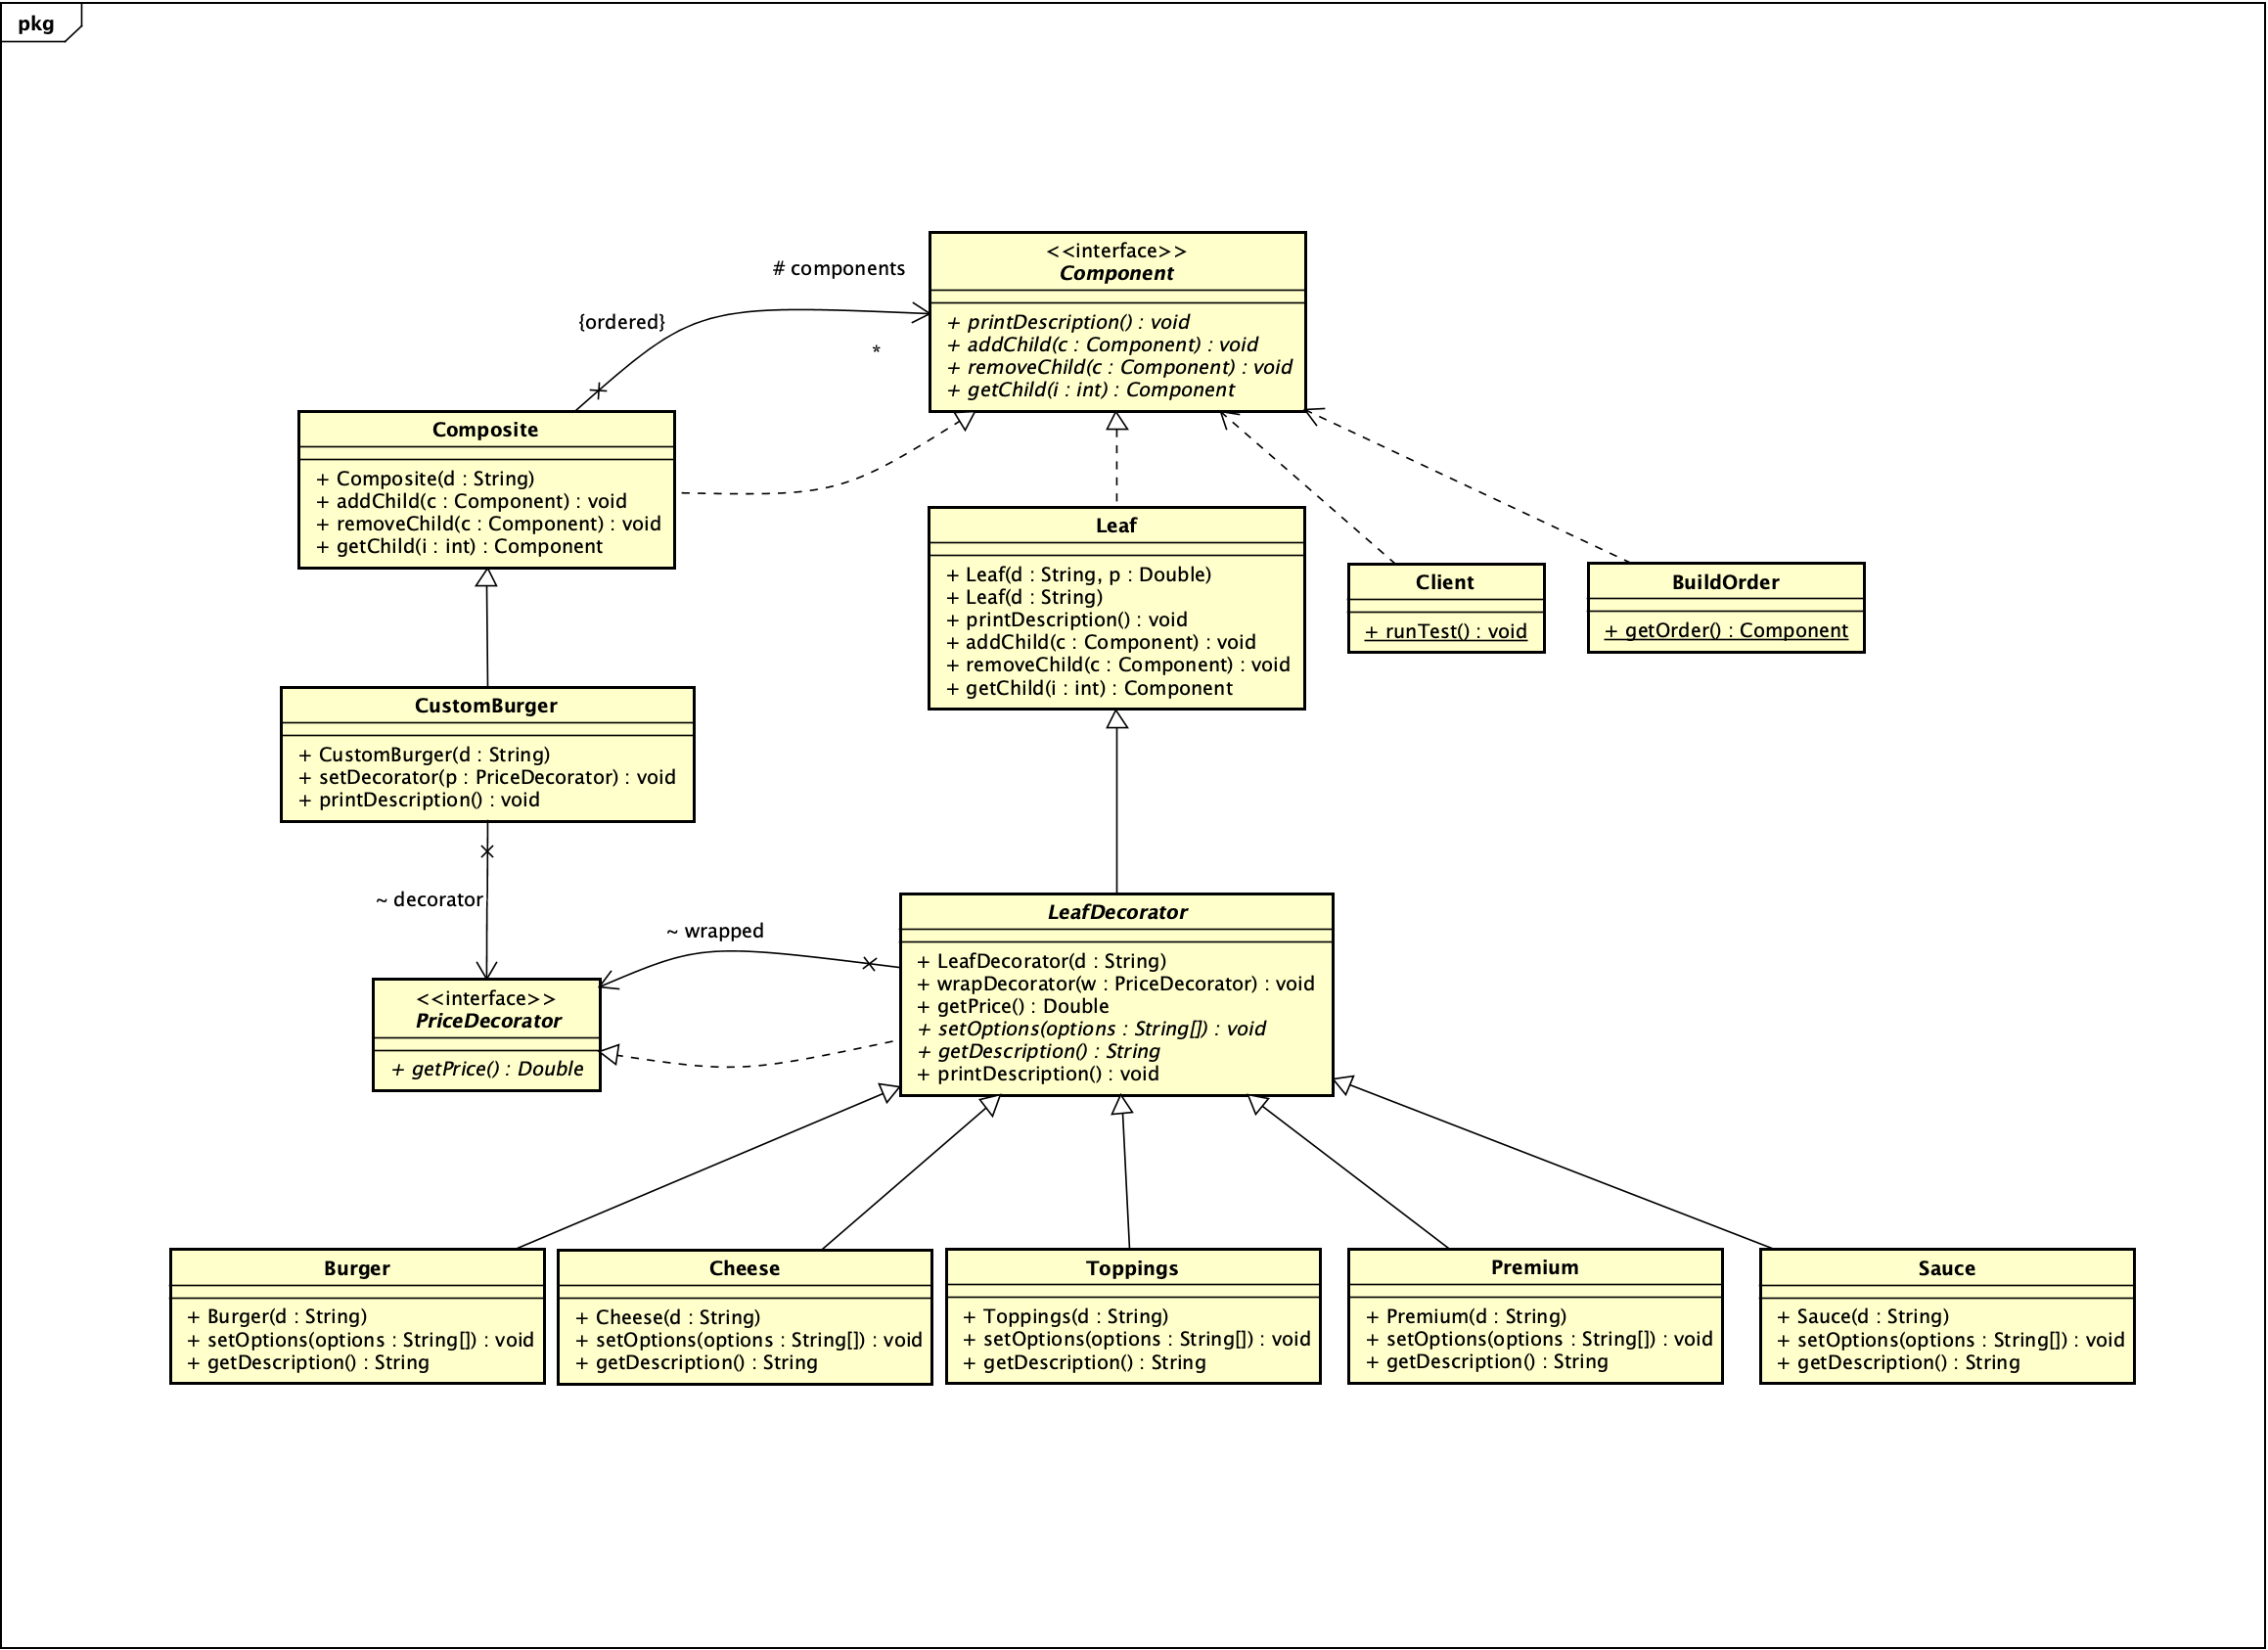 pkg
<<interface>>
Component
+ printDescription() : void
+ addChild(c : Component) : void
+ removeChild(c : Component) : void
+ getChild(i : int) : Component
# components
{ordered}
*
Composite
+ Composite(d : String)
+ addChild(c : Component) : void
+ removeChild(c : Component) : void
+ getChild(i : int) : Component
Leaf
+ Leaf(d : String, p : Double)
+ Leaf(d : String)
+ printDescription() : void
+ addChild(c : Component) : void
+ removeChild(c : Component) : void
+ getChild(i : int) : Component
Client
+ runTest() : void
BuildOrder
+ getOrder() : Component
CustomBurger
+ CustomBurger(d : String)
+ setDecorator(p : PriceDecorator) : void
+ printDescription() : void
~ decorator
~ wrapped
<<interface>>
PriceDecorator
+ getPrice() : Double
LeafDecorator
+ LeafDecorator(d : String)
+ wrapDecorator(w : PriceDecorator) : void
+ getPrice() : Double
+ setOptions(options : String[]) : void
+ getDescription() : String
+ printDescription() : void
Burger
+ Burger(d : String)
+ setOptions(options : String[]) : void
+ getDescription() : String
Cheese
+ Cheese(d : String)
+ setOptions(options : String[]) : void
+ getDescription() : String
Toppings
+ Toppings(d : String)
+ setOptions(options : String[]) : void
+ getDescription() : String
Premium
+ Premium(d : String)
+ setOptions(options : String[]) : void
+ getDescription() : String
Sauce
+ Sauce(d : String)
+ setOptions(options : String[]) : void
+ getDescription() : String